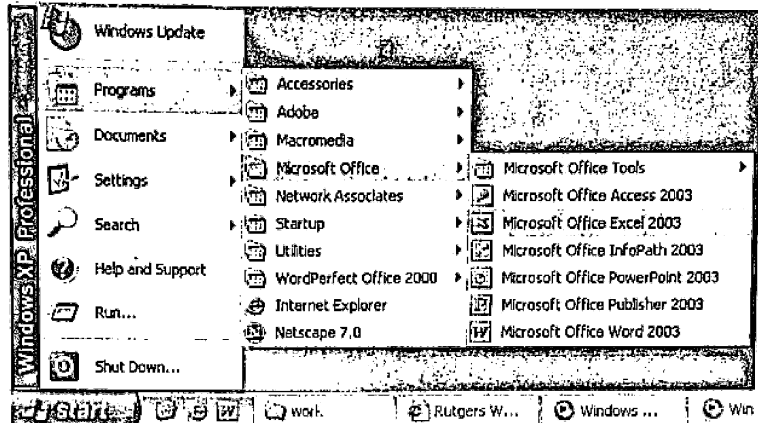 Windows XP Professional
Windows Update
Programs
Documents
Settings
Search
Help and Support
Run...
Shut Down...
Accessories
Adobe
Macromedia
Microsoft Office
Network Associates
Startup
Utilities
WordPerfect Office 2000
Internet Explorer
Netscape 7.0
Microsoft Office Tools
Microsoft Office Access 2003
Microsoft Office Excel 2003
Microsoft Office InfoPath 2003
Microsoft Office PowerPoint 2003
Microsoft Office Publisher 2003
Microsoft Office Word 2003
Start work Rutgers W... Windows ... Win